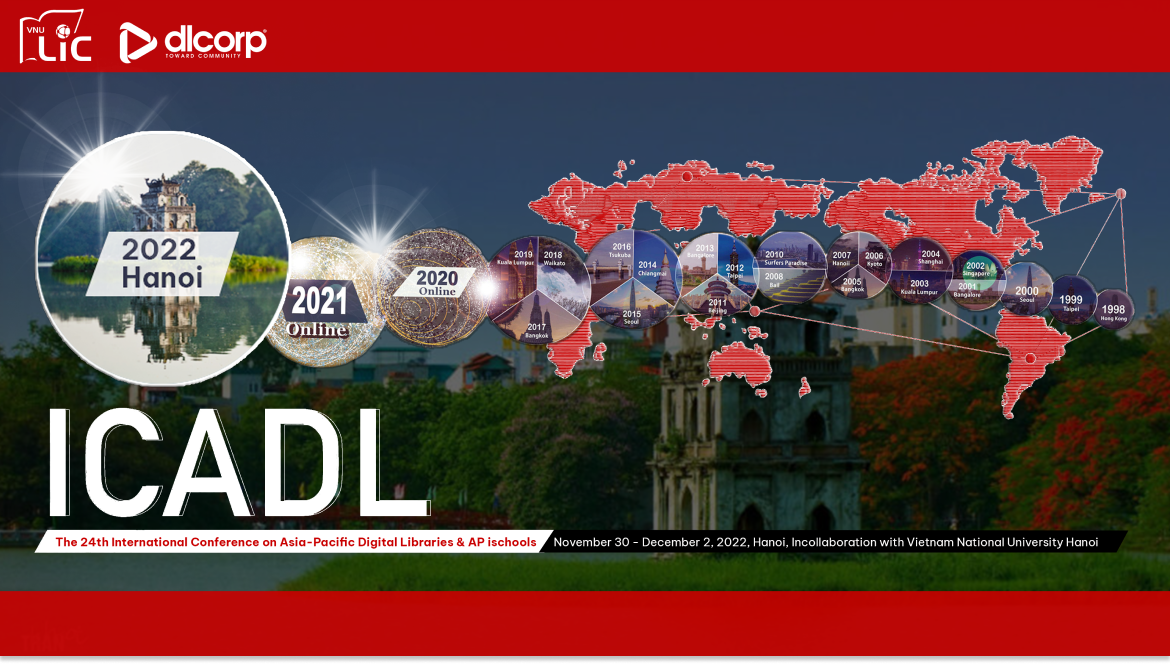 VNU
LIC
dlcorp
TOWARD COMMUNITY
2022
Hanoi
2021
Online
2020
Online
2019
Kuala Lumpur
2018
Waikato
2017
Bangkok
2016
Tsukuba
2014
Chiangmai
2015
Seoul
2013
Bangalore
2012
Taipei
2011
Beijing
2010
Surfers Paradise
2008
Bali
2007
Hanoi
2006
Kyoto
2005
Bangkok
2004
Shanghai
2003
Kuala Lumpur
2002
Singapore
2001
Bangalore
2000
Seoul
1999
Taipei
1998
Hong Kong
ICADL
The 24th International Conference on Asia-Pacific Digital Libraries & AP ischools
November 30 - December 2, 2022, Hanoi, Incollaboration with Vietnam National University Hanoi